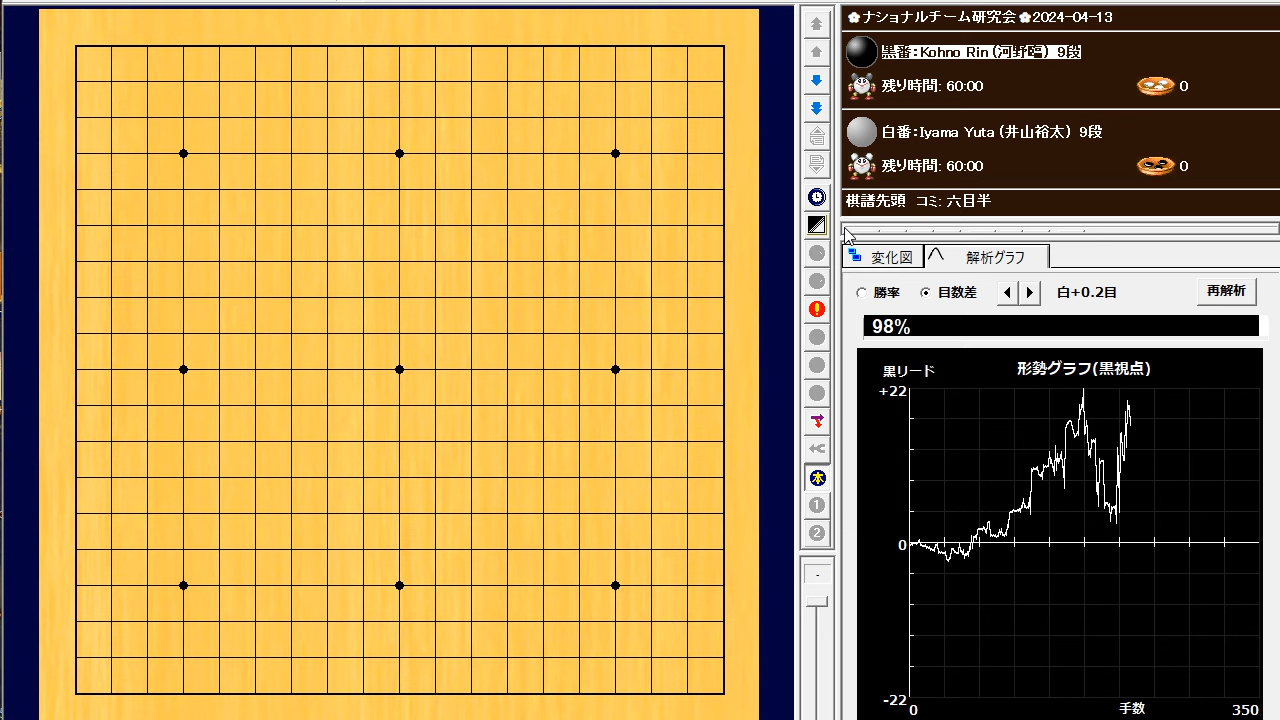 ナショナルチーム研究会 2024-04-13
黒番:Kohno Rin (河野臨) 9段
残り時間: 60:00
0
白番:Iyama Yuta (井山裕太) 9段
残り時間: 60:00
0
棋譜先頭 コミ: 六目半
変化図
解析グラフ
勝率
目数差
白+0.2目
再解析
98%
黒リード
形勢グラフ(黒視点)
+22
0
-22
0
手数
350
本
1
2
-